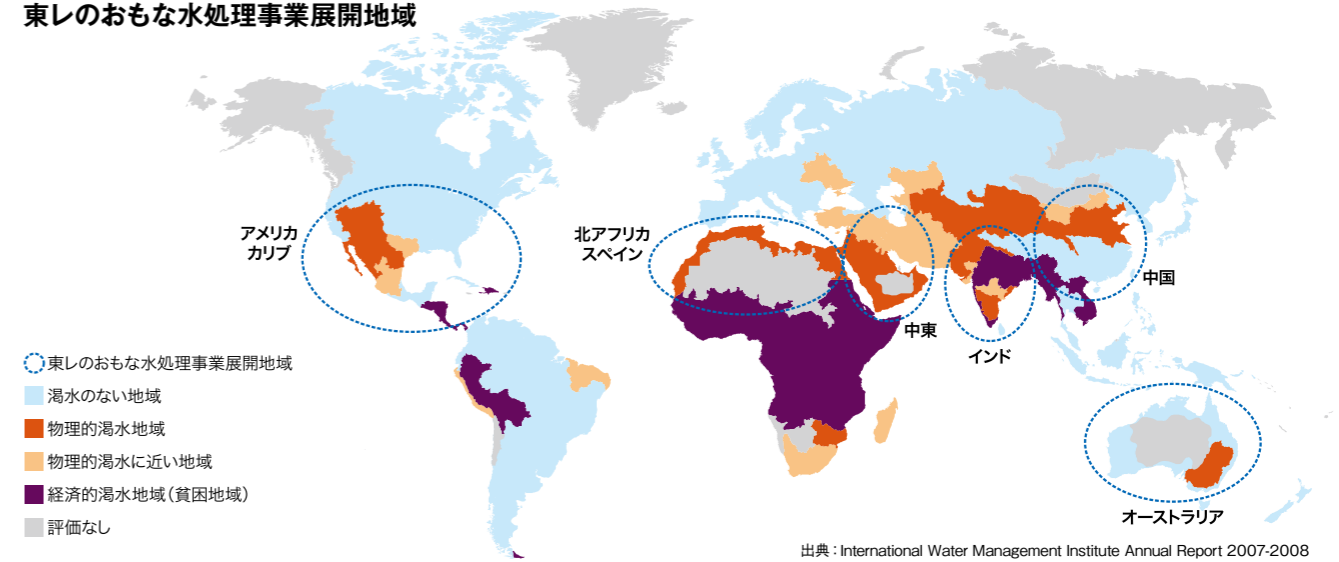 東レのおもな水処理事業展開地域
アメリカ
カリブ
北アフリカ
スペイン
中東
インド
中国
オーストラリア
東レのおもな水処理事業展開地域
渇水のない地域
物理的渇水地域
物理的渇水に近い地域
経済的渇水地域（貧困地域）
評価なし
出典：International Water Management Institute Annual Report 2007-2008